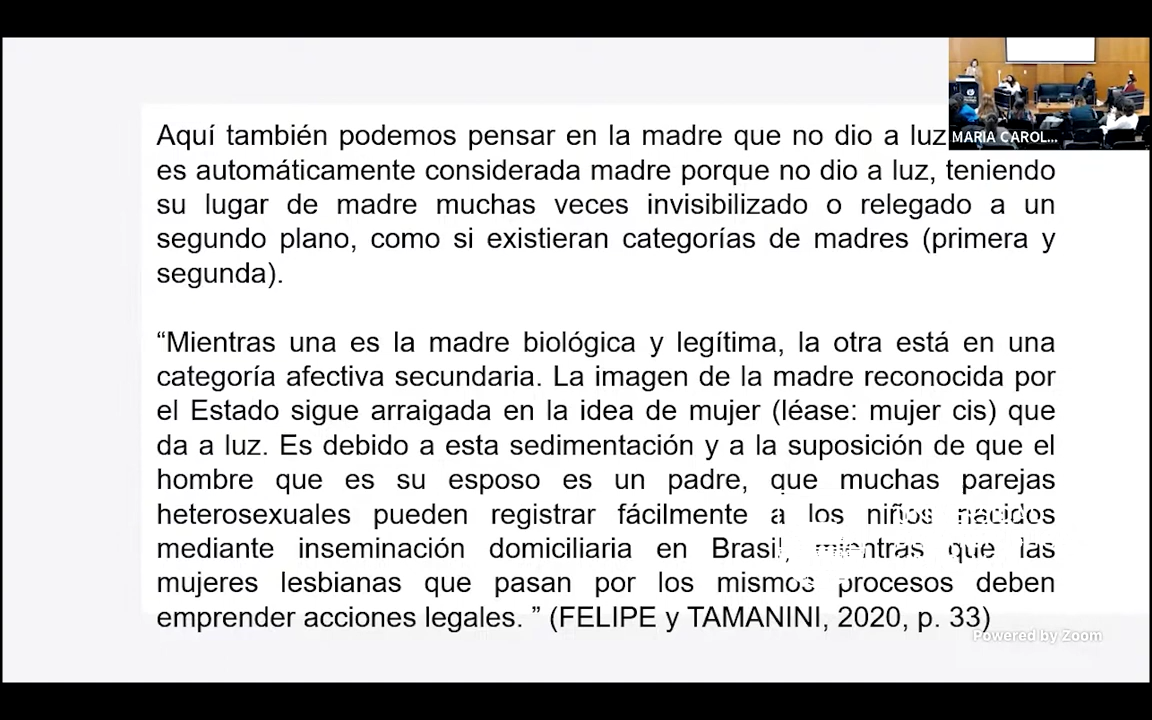 Aquí también podemos pensar en la madre que no dio a luz
es automáticamente considerada madre porque no dio a luz, teniendo
su lugar de madre muchas veces invisibilizado o relegado a un
segundo plano, como si existieran categorías de madres (primera y
segunda).
“Mientras una es la madre biológica y legítima, la otra está en una
categoría afectiva secundaria. La imagen de la madre reconocida por
el Estado sigue arraigada en la idea de mujer (léase: mujer cis) que
da a luz. Es debido a esta sedimentación y a la suposición de que el
hombre que es su esposo es un padre, que muchas parejas
heterosexuales pueden registrar fácilmente a los niños nacidos
mediante inseminación domiciliaria en Brasil, mientras que las
mujeres lesbianas que pasan por los mismos procesos deben
emprender acciones legales. ” (FELIPE y TAMANINI, 2020, p. 33)
MARIA CAROL...
Powered by Zoom